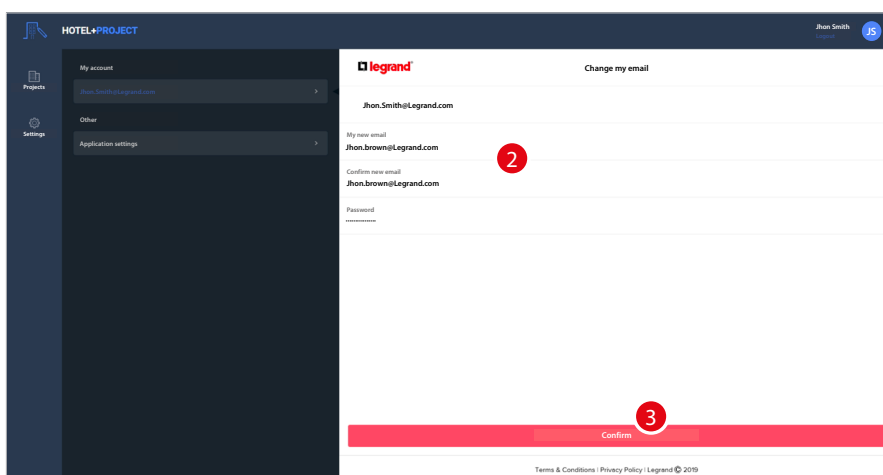 HOTEL+PROJECT
Jhon Smith
Logout
JS
Projects
Settings
My account
Jhon.Smith@Legrand.com
Other
Application settings
legrand®
Change my email
Jhon.Smith@Legrand.com
My new email
Jhon.brown@Legrand.com
2
Confirm new email
Jhon.brown@Legrand.com
Password
3
Confirm
Terms & Conditions | Privacy Policy | Legrand © 2019